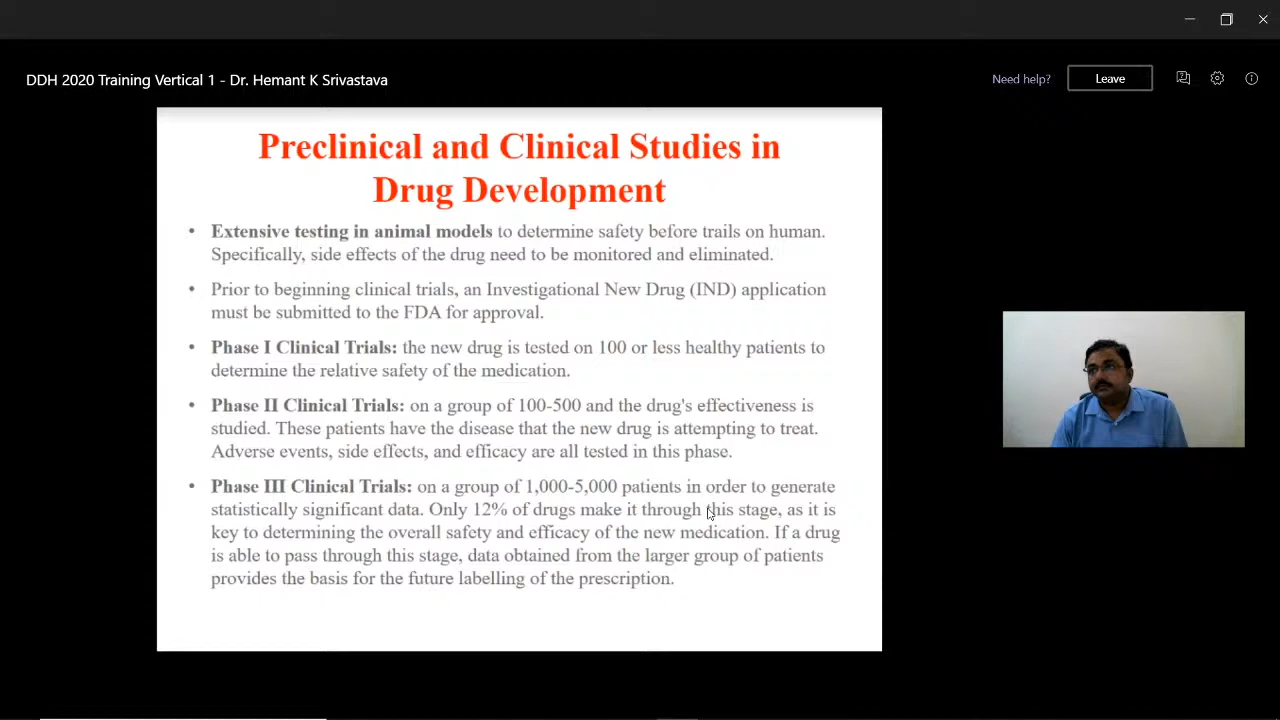 DDH 2020 Training Vertical 1 - Dr. Hemant K Srivastava
Need help?
Leave
Preclinical and Clinical Studies in
Drug Development
• Extensive testing in animal models to determine safety before trails on human.
Specifically, side effects of the drug need to be monitored and eliminated.
• Prior to beginning clinical trials, an Investigational New Drug (IND) application
must be submitted to the FDA for approval.
• Phase I Clinical Trials: the new drug is tested on 100 or less healthy patients to
determine the relative safety of the medication.
• Phase II Clinical Trials: on a group of 100-500 and the drug's effectiveness is
studied. These patients have the disease that the new drug is attempting to treat.
Adverse events, side effects, and efficacy are all tested in this phase.
• Phase III Clinical Trials: on a group of 1,000-5,000 patients in order to generate
statistically significant data. Only 12% of drugs make it through this stage, as it is
key to determining the overall safety and efficacy of the new medication. If a drug
is able to pass through this stage, data obtained from the larger group of patients
provides the basis for the future labelling of the prescription.